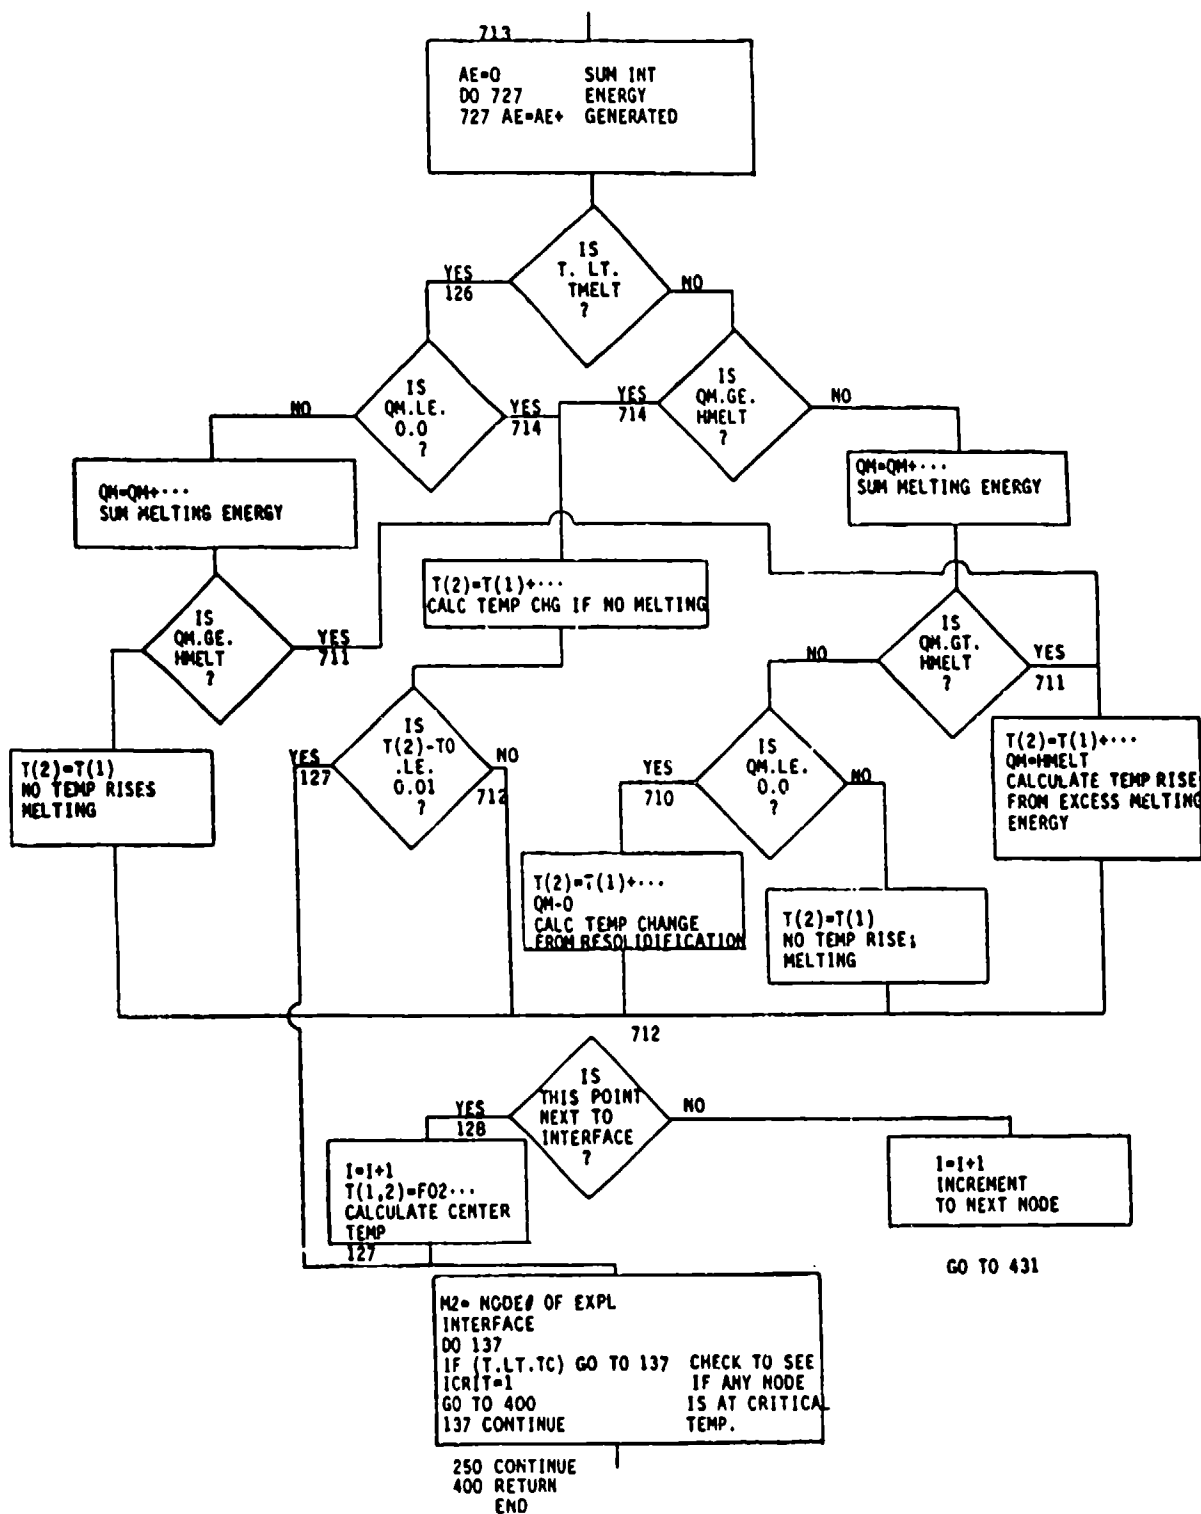 713
AE=0 SUM INT
DO 727 ENERGY
727 AE=AE+ GENERATED
IS
T. LT.
TMELT
?
YES
126
NO
IS
QM.LE.
0.0
?
NO
YES
714
IS
QM.GE.
HMELT
?
YES
714
NO
QM=QM+···
SUM MELTING ENERGY
QM=QM+···
SUM MELTING ENERGY
T(2)=T(1)+···
CALC TEMP CHG IF NO MELTING
IS
QM.GE.
HMELT
?
YES
711
IS
QM.GT.
HMELT
?
NO
YES
711
IS
T(2)-TO
.LE.
0.01
?
YES
127
NO
712
IS
QM.LE.
0.0
?
YES
710
NO
T(2)=T(1)
NO TEMP RISES
MELTING
T(2)=T(1)+···
QM=HMELT
CALCULATE TEMP RISE
FROM EXCESS MELTING
ENERGY
T(2)=T(1)+···
QM=0
CALC TEMP CHANGE
FROM RESOLIDIFICATION
T(2)=T(1)
NO TEMP RISE;
MELTING
712
IS
THIS POINT
NEXT TO
INTERFACE
?
YES
128
NO
I=I+1
T(1,2)=FO2···
CALCULATE CENTER
TEMP
127
I=I+1
INCREMENT
TO NEXT NODE
GO TO 431
M2= NODE# OF EXPL
INTERFACE
DO 137
IF (T.LT.TC) GO TO 137 CHECK TO SEE
ICRIT=1 IF ANY NODE
GO TO 400 IS AT CRITICAL
137 CONTINUE TEMP.
250 CONTINUE
400 RETURN
END